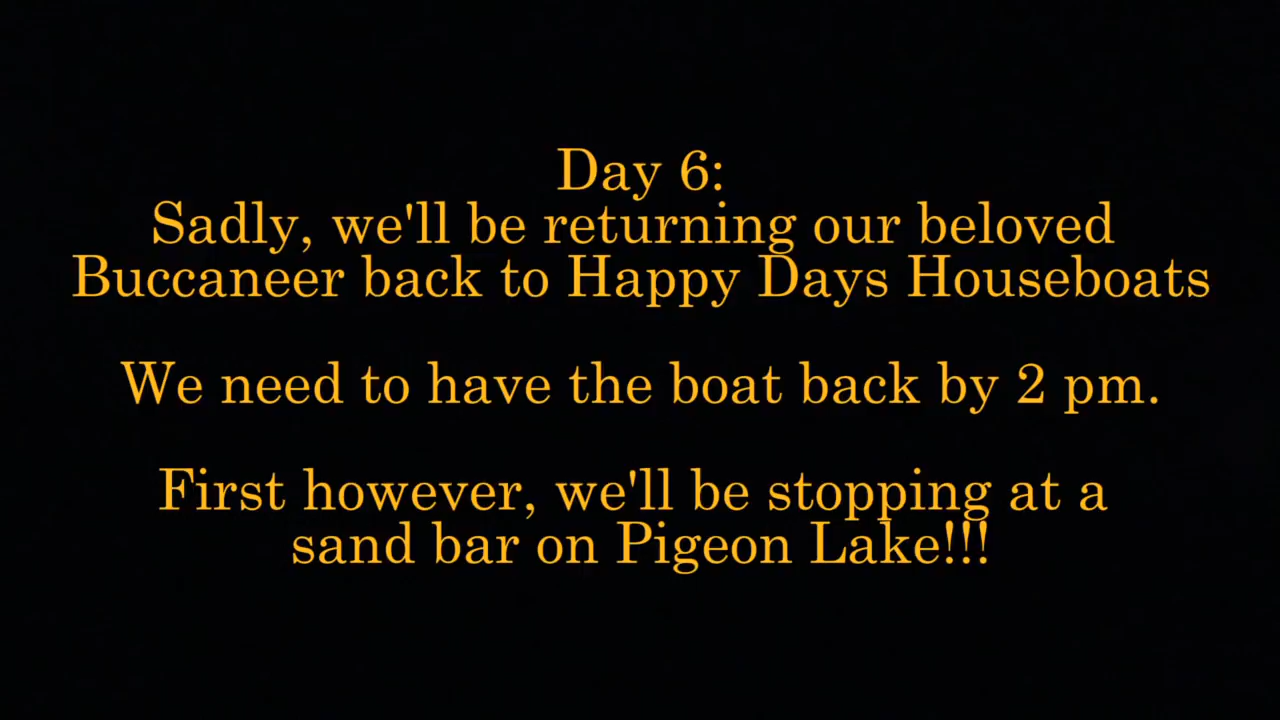 Day 6:
Sadly, we'll be returning our beloved
Buccaneer back to Happy Days Houseboats
We need to have the boat back by 2 pm.
First however, we'll be stopping at a
sand bar on Pigeon Lake!!!